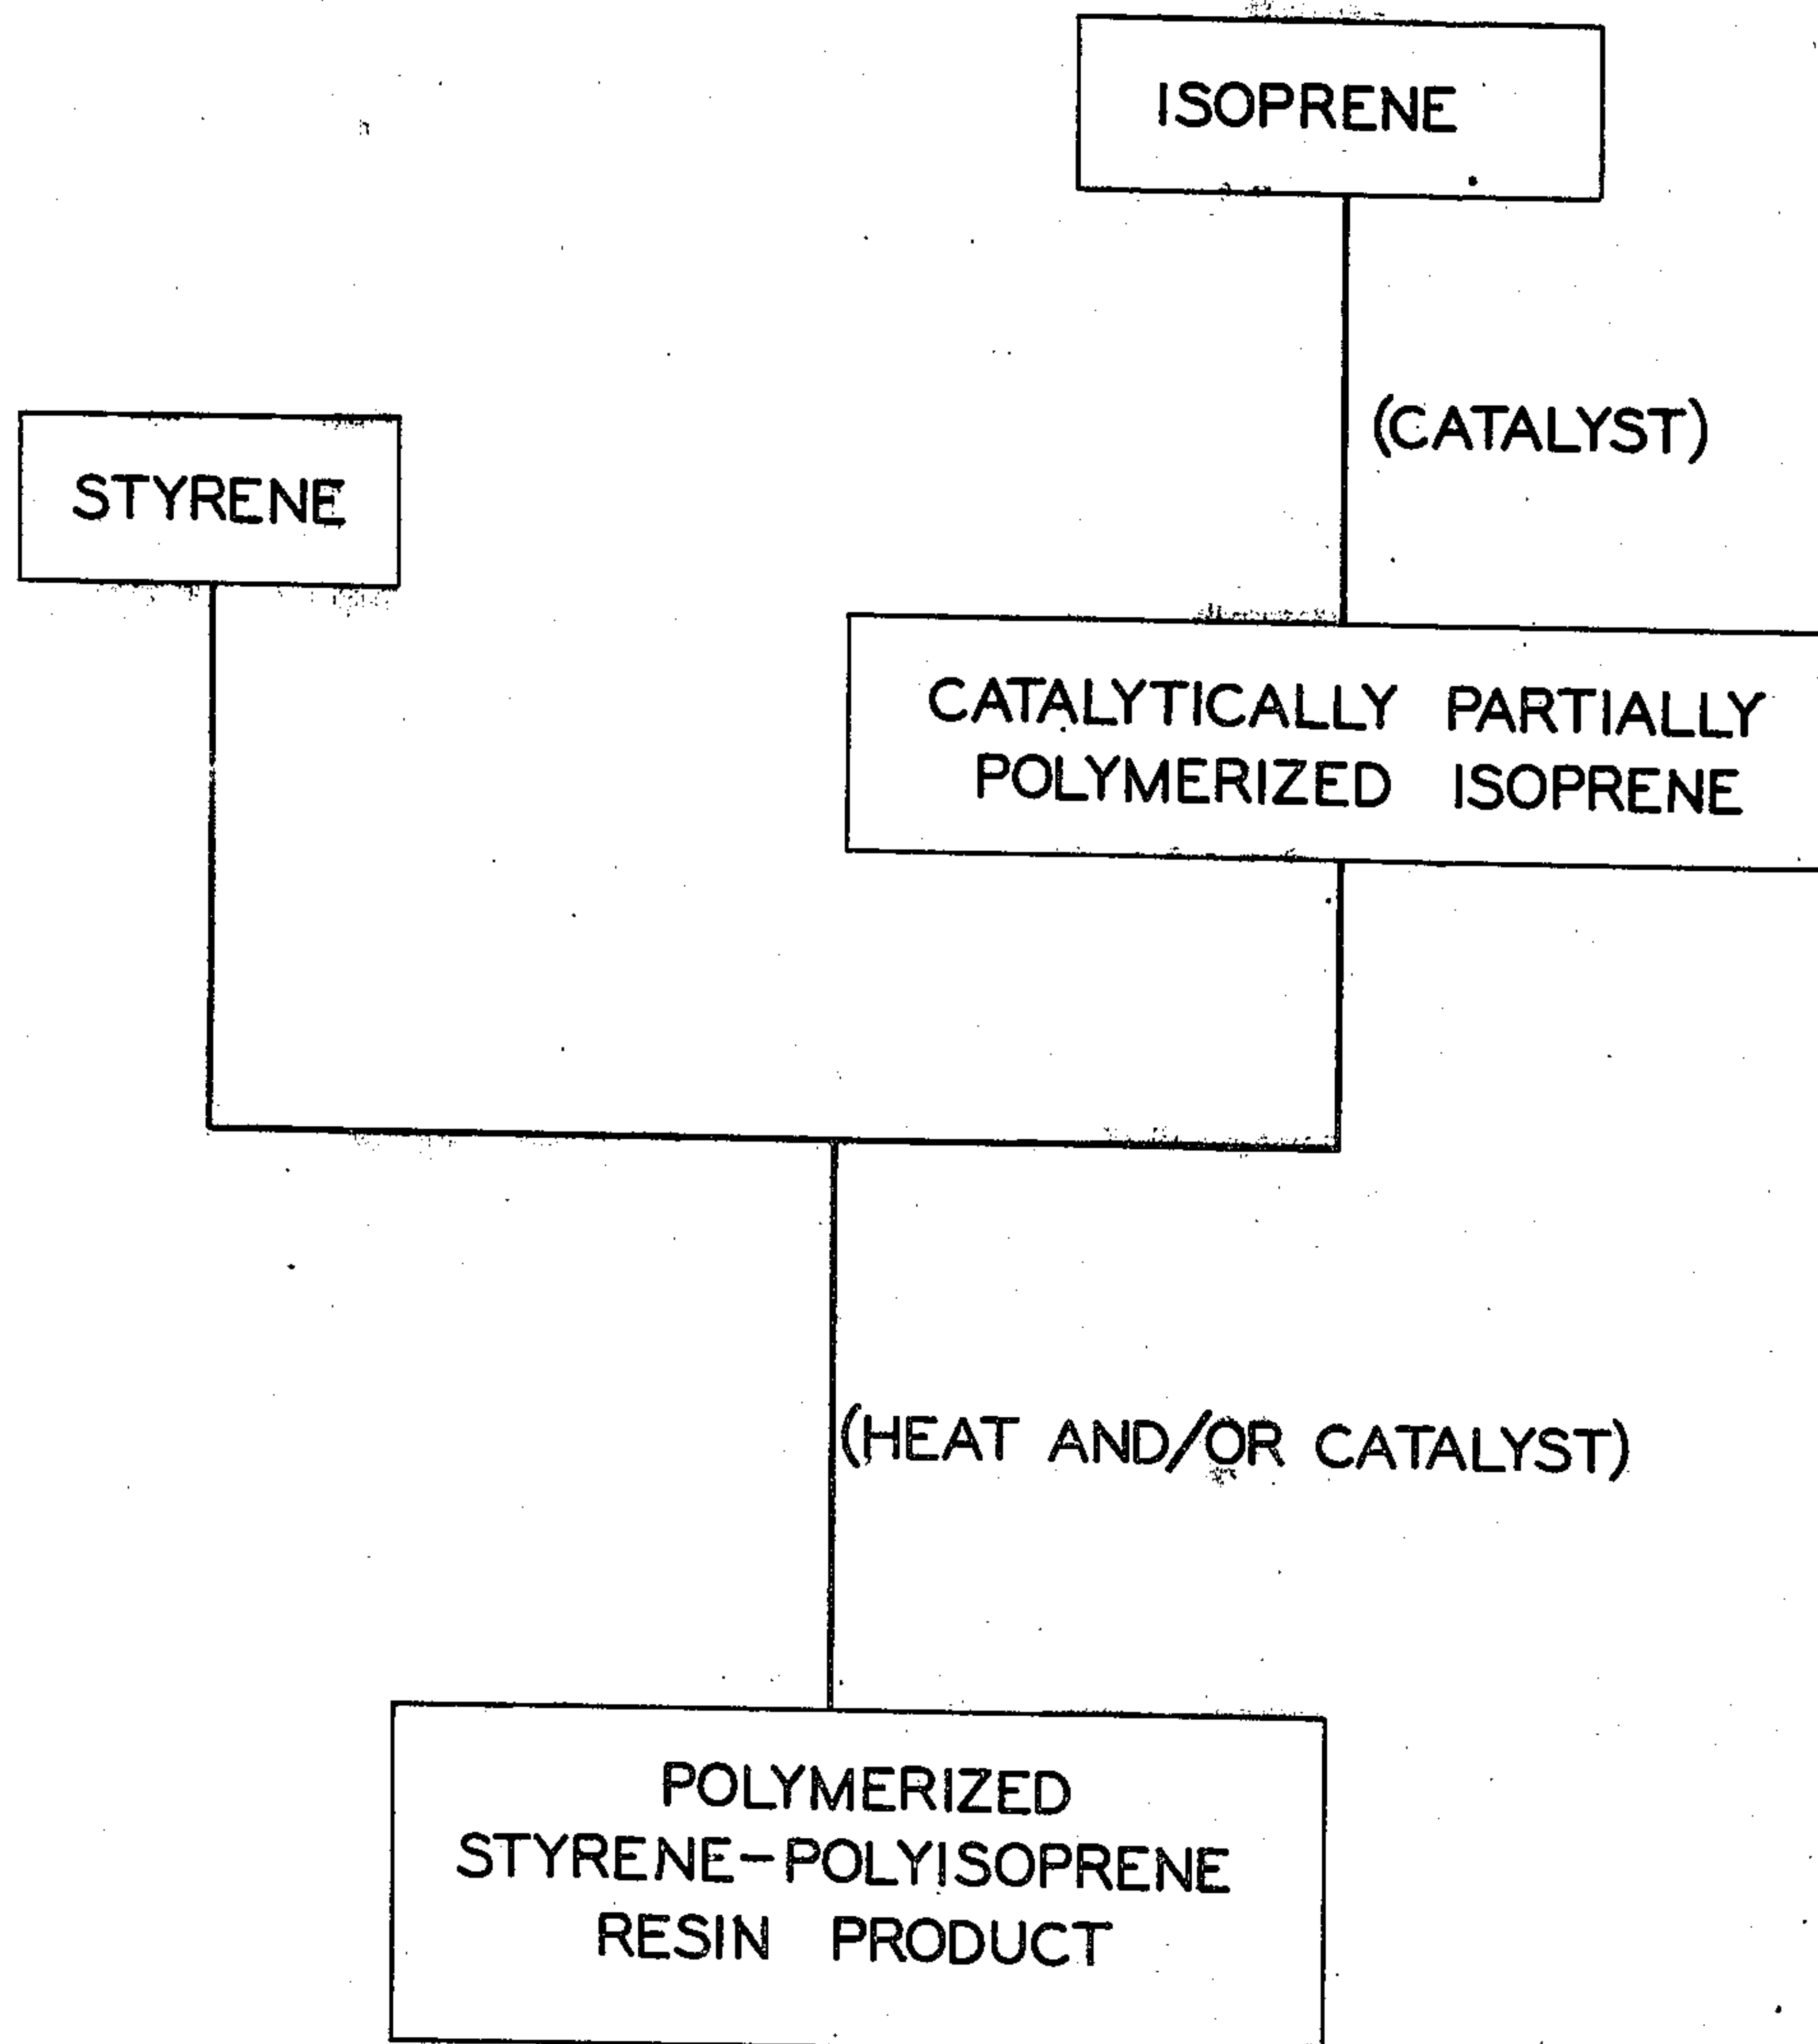 ISOPRENE
(CATALYST)
STYRENE
CATALYTICALLY PARTIALLY
POLYMERIZED ISOPRENE
(HEAT AND/OR CATALYST)
POLYMERIZED
STYRENE-POLYISOPRENE
RESIN PRODUCT